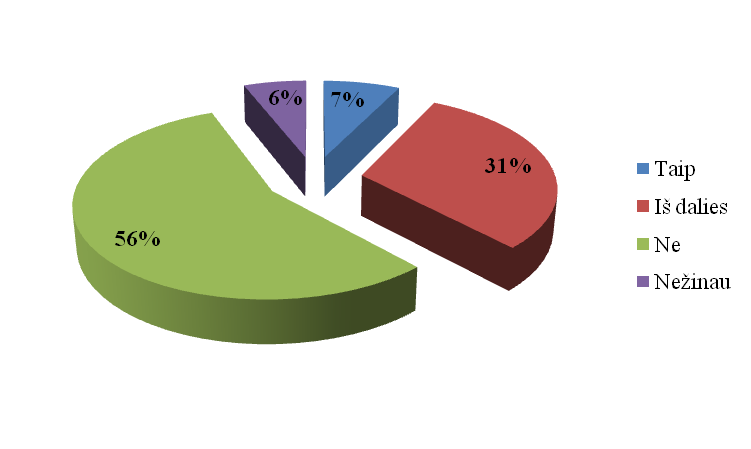 6%
7%
31%
56%
Taip
Iš dalies
Ne
Nežinau